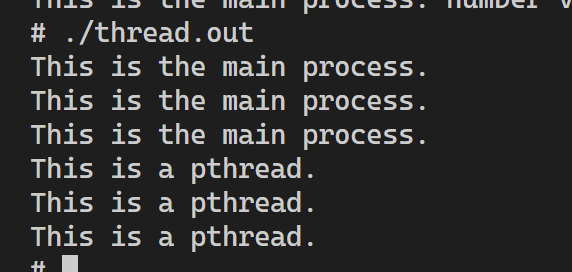 This is the main process. number v
# ./thread.out
This is the main process.
This is the main process.
This is the main process.
This is a pthread.
This is a pthread.
This is a pthread.
#